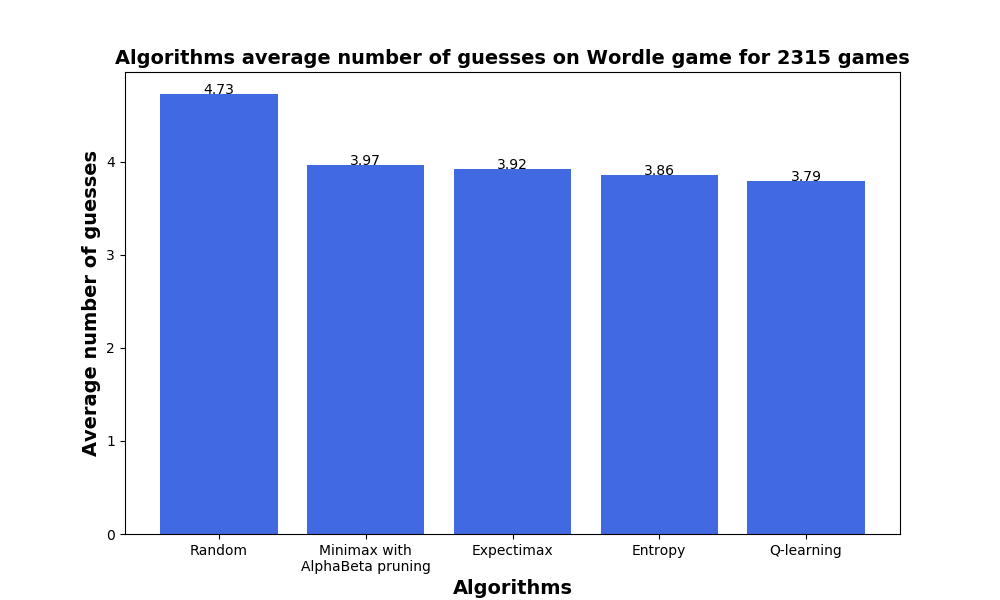 Algorithms average number of guesses on Wordle game for 2315 games
Average number of guesses
4
3
2
1
0
4.73
3.97
3.92
3.86
3.79
Random
Minimax with
AlphaBeta pruning
Expectimax
Entropy
Q-learning
Algorithms